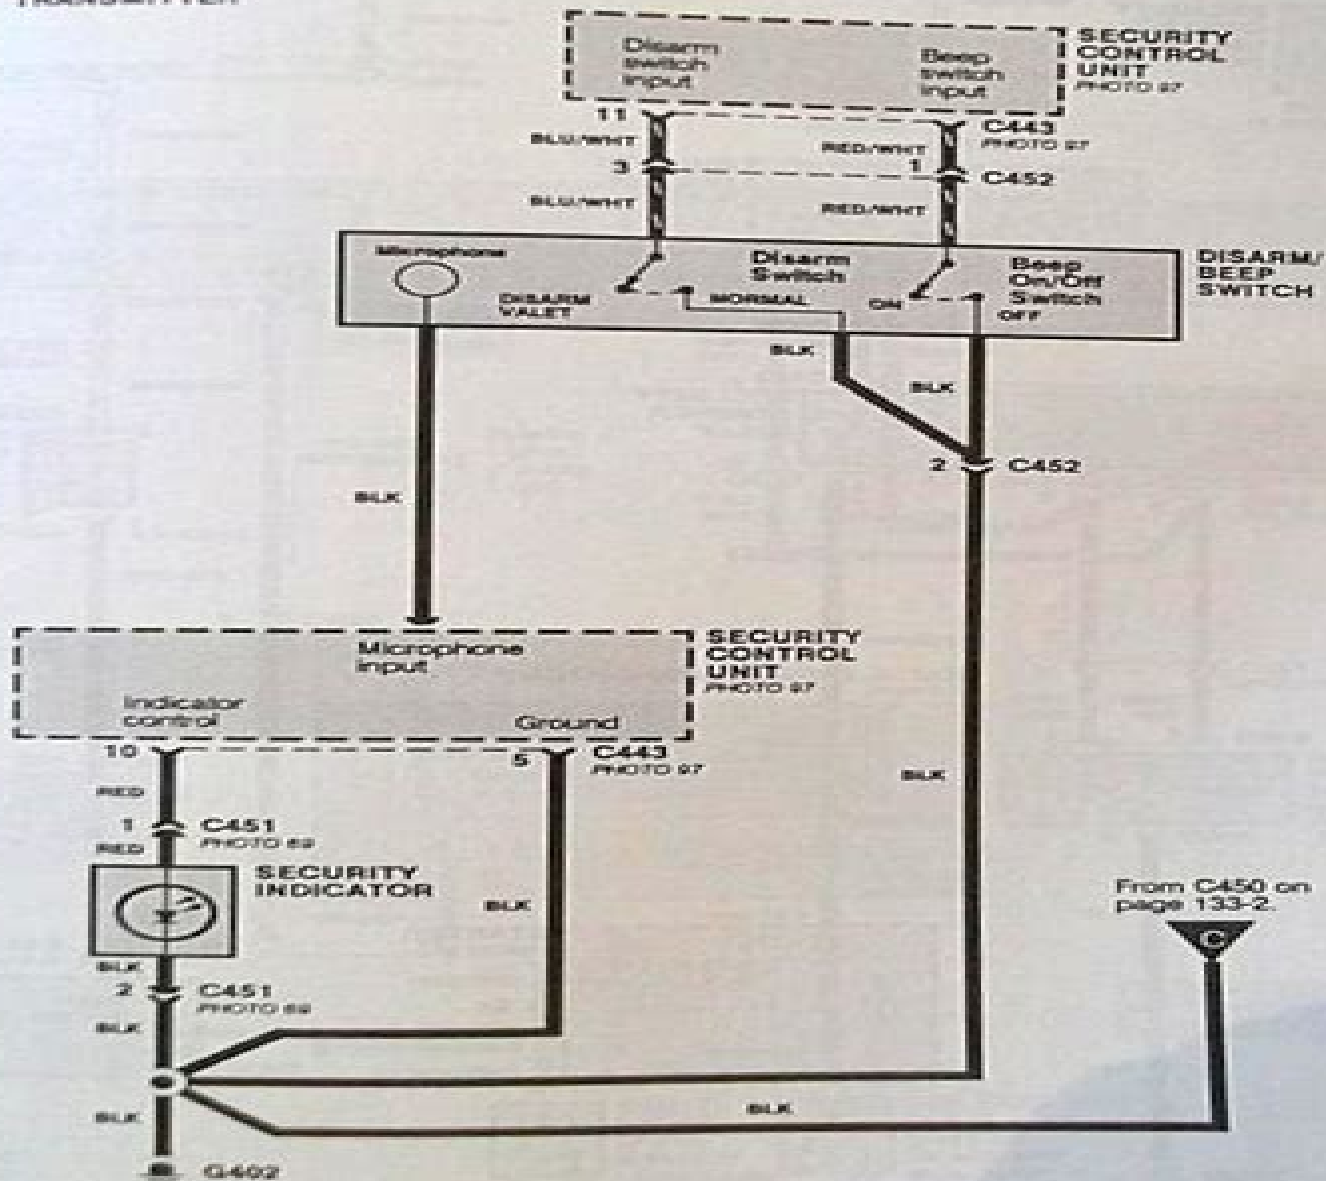 TRANSMITTER
Disarm
switch
input
Beep
switch
input
SECURITY
CONTROL
UNIT
PHOTO 97
11
C443
PHOTO 97
BLU/WHT
RED/WHT
3
1
C452
BLU/WHT
RED/WHT
Microphone
Disarm
Switch
Beep
On/Off
Switch
DISARM/
BEEP
SWITCH
DISARM
VALET
NORMAL
ON
OFF
BLK
BLK
2
C452
BLK
Microphone
input
SECURITY
CONTROL
UNIT
PHOTO 97
Indicator
control
Ground
10
5
C443
PHOTO 97
BLK
RED
1
C451
PHOTO 69
RED
SECURITY
INDICATOR
BLK
From C450 on
page 133-2.
BLK
2
C451
PHOTO 69
BLK
BLK
BLK
G402